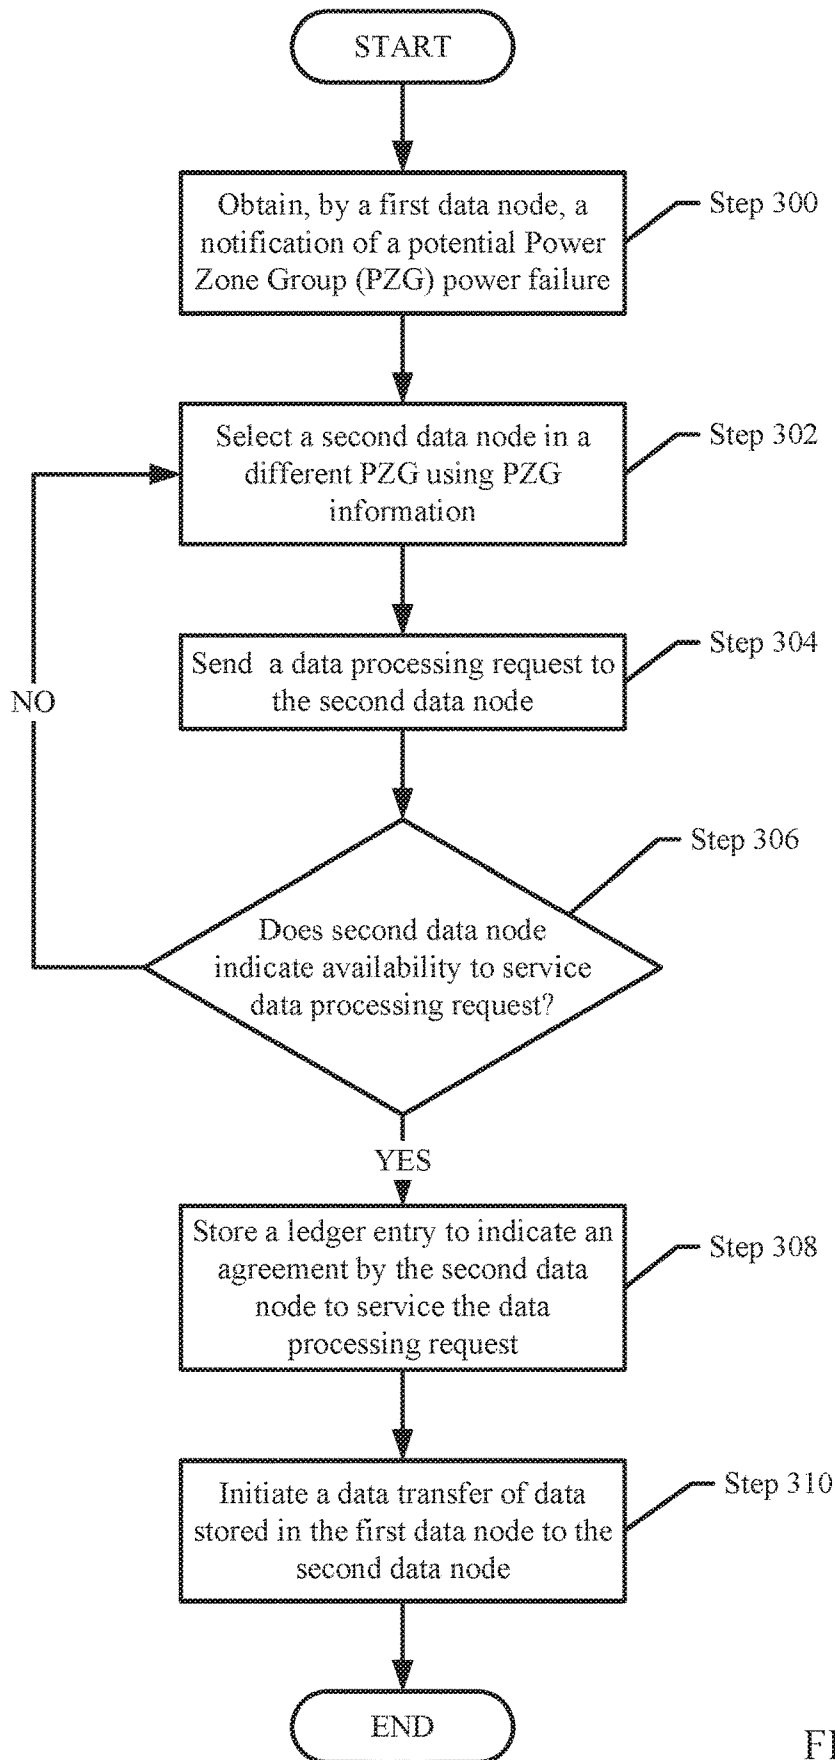 START
Obtain, by a first data node, a
notification of a potential Power
Zone Group (PZG) power failure
Step 300
Select a second data node in a
different PZG using PZG
information
Step 302
Send a data processing request to
the second data node
Step 304
NO
Does second data node
indicate availability to service
data processing request?
Step 306
YES
Store a ledger entry to indicate an
agreement by the second data
node to service the data
processing request
Step 308
Initiate a data transfer of data
stored in the first data node to the
second data node
Step 310
END